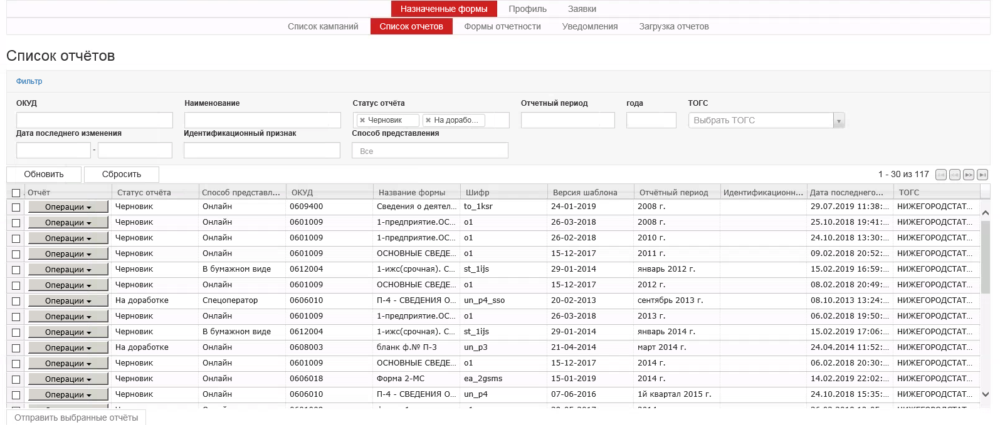 Назначенные формы Профиль Заявки
Список кампаний Список отчетов Формы отчетности Уведомления Загрузка отчетов
Список отчётов
Фильтр
ОКУД Наименование Статус отчёта Отчетный период года ТОГС
× Черновик × На дорабо... Выбрать ТОГС
Дата последнего изменения Идентификационный признак Способ представления
- Все
Обновить Сбросить 1 - 30 из 117
Отчёт Статус отчёта Способ представл... ОКУД Название формы Шифр Версия шаблона Отчётный период Идентификационн... Дата последнего... ТОГС
Операции Черновик Онлайн 0609400 Сведения о деятел... to_1ksr 24-01-2019 2008 г. 29.07.2019 11:38:... НИЖЕГОРОДСТАТ...
Операции Черновик Онлайн 0601009 1-предприятие.ОС... o1 26-03-2018 2008 г. 25.10.2018 19:41:... НИЖЕГОРОДСТАТ...
Операции Черновик Онлайн 0601009 1-предприятие.ОС... o1 26-02-2018 2010 г. 24.10.2018 13:30:... НИЖЕГОРОДСТАТ...
Операции Черновик Онлайн 0601009 ОСНОВНЫЕ СВЕДЕ... o1 15-12-2017 2011 г. 09.02.2018 20:52:... НИЖЕГОРОДСТАТ...
Операции Черновик В бумажном виде 0612004 1-ижс(срочная). С... st_1ijs 29-01-2014 январь 2012 г. 15.02.2019 16:59:... НИЖЕГОРОДСТАТ...
Операции Черновик Онлайн 0601009 ОСНОВНЫЕ СВЕДЕ... o1 15-12-2017 2012 г. 08.02.2018 20:49:... НИЖЕГОРОДСТАТ...
Операции На доработке Спецоператор 0606010 П-4 - СВЕДЕНИЯ О... un_p4_sso 20-02-2013 сентябрь 2013 г. 08.10.2013 13:24:... НИЖЕГОРОДСТАТ...
Операции Черновик Онлайн 0601009 1-предприятие.ОС... o1 26-03-2018 2013 г. 06.02.2018 19:50:... НИЖЕГОРОДСТАТ...
Операции Черновик В бумажном виде 0612004 1-ижс(срочная). С... st_1ijs 29-01-2014 январь 2014 г. 15.02.2019 17:06:... НИЖЕГОРОДСТАТ...
Операции На доработке Онлайн 0608003 бланк ф.№ П-3 un_p3 21-04-2014 март 2014 г. 24.04.2014 11:52:... НИЖЕГОРОДСТАТ...
Операции Черновик Онлайн 0601009 ОСНОВНЫЕ СВЕДЕ... o1 15-12-2017 2014 г. 06.02.2018 20:30:... НИЖЕГОРОДСТАТ...
Операции Черновик Онлайн 0606018 Форма 2-МС ea_2gsms 15-01-2019 2014 г. 14.02.2019 22:02:... НИЖЕГОРОДСТАТ...
Операции Черновик Онлайн 0606010 П-4 - СВЕДЕНИЯ О... un_p4 07-06-2016 1й квартал 2015 г. 24.10.2018 15:35:... НИЖЕГОРОДСТАТ...
Отправить выбранные отчёты